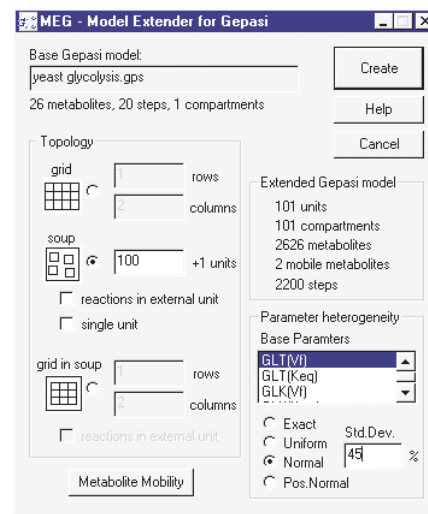 MEG - Model Extender for Gepasi
Base Gepasi model:
yeast glycolysis.gps
26 metabolites, 20 steps, 1 compartments
Create
Help
Cancel
Topology
grid
1 rows
2 columns
soup
100 +1 units
reactions in external unit
single unit
grid in soup
1 rows
2 columns
reactions in external unit
Metabolite Mobility
Extended Gepasi model
101 units
101 compartments
2626 metabolites
2 mobile metabolites
2200 steps
Parameter heterogeneity
Base Paramters
GLT(Vf)
GLT(Keq)
Exact
Uniform
Normal
Pos.Normal
Std.Dev.
45 %